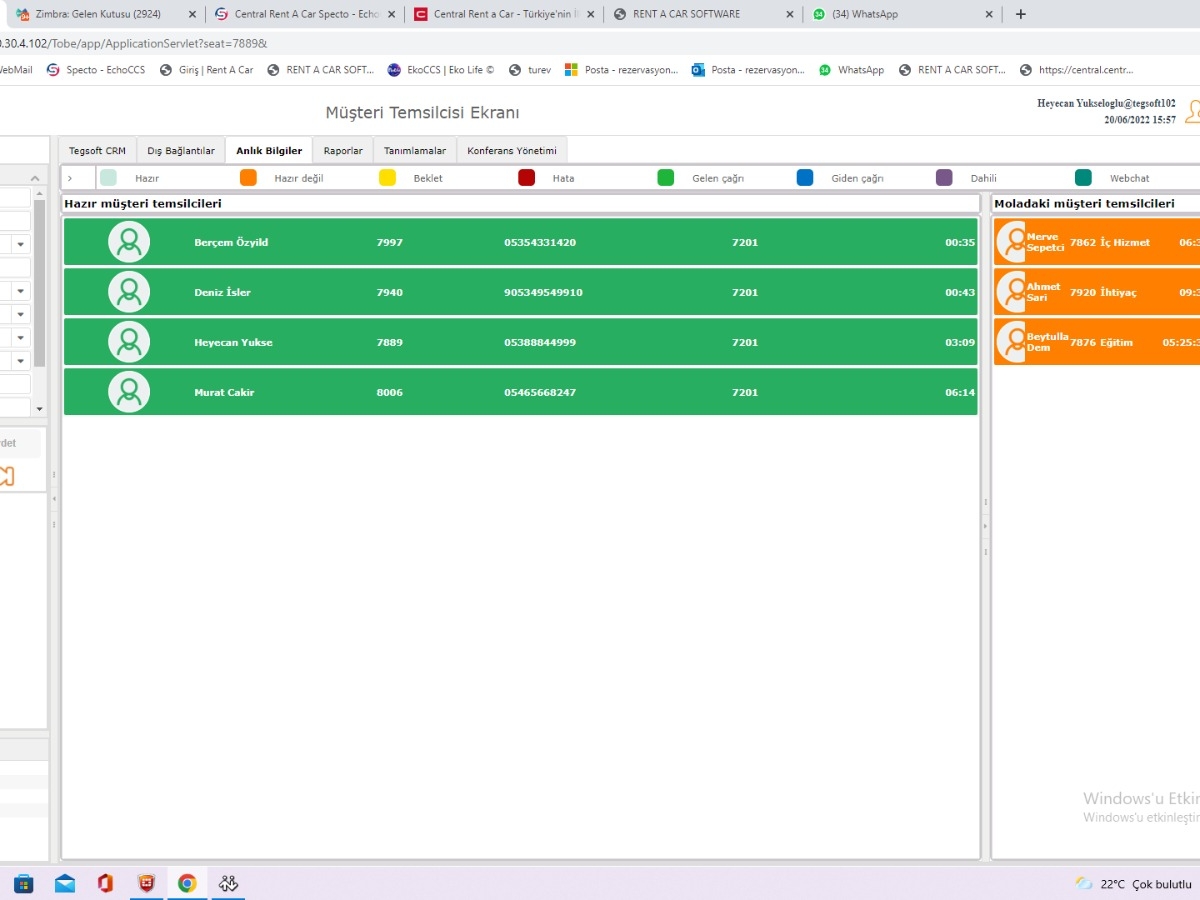 Zimbra: Gelen Kutusu (2924)
Central Rent A Car Specto - Echo
Central Rent a Car - Türkiye'nin
RENT A CAR SOFTWARE
(34) WhatsApp
.30.4.102/Tobe/app/ApplicationServlet?seat=7889&
WebMail
Specto - EchoCCS
Giriş | Rent A Car
RENT A CAR SOFT...
EkoCCS | Eko Life ©
turev
Posta - rezervasyon...
Posta - rezervasyon...
WhatsApp
RENT A CAR SOFT...
https://central.centr...
Müşteri Temsilcisi Ekranı
Heyecan Yukseloglu@tegsoft102
20/06/2022 15:57
Tegsoft CRM
Dış Bağlantılar
Anlık Bilgiler
Raporlar
Tanımlamalar
Konferans Yönetimi
Hazır
Hazır değil
Beklet
Hata
Gelen çağrı
Giden çağrı
Dahili
Webchat
Hazır müşteri temsilcileri
Berçem Özyild 7997 05354331420 7201 00:35
Deniz İsler 7940 905349549910 7201 00:43
Heyecan Yukse 7889 05388844999 7201 03:09
Murat Cakir 8006 05465668247 7201 06:14
Moladaki müşteri temsilcileri
Merve Sepetci 7862 İç Hizmet 06:3
Ahmet Sari 7920 İhtiyaç 09:3
Beytulla Dem 7876 Eğitim 05:25:3
det
Windows'u Etkin
Windows'u etkinleştir
22°C Çok bulutlu